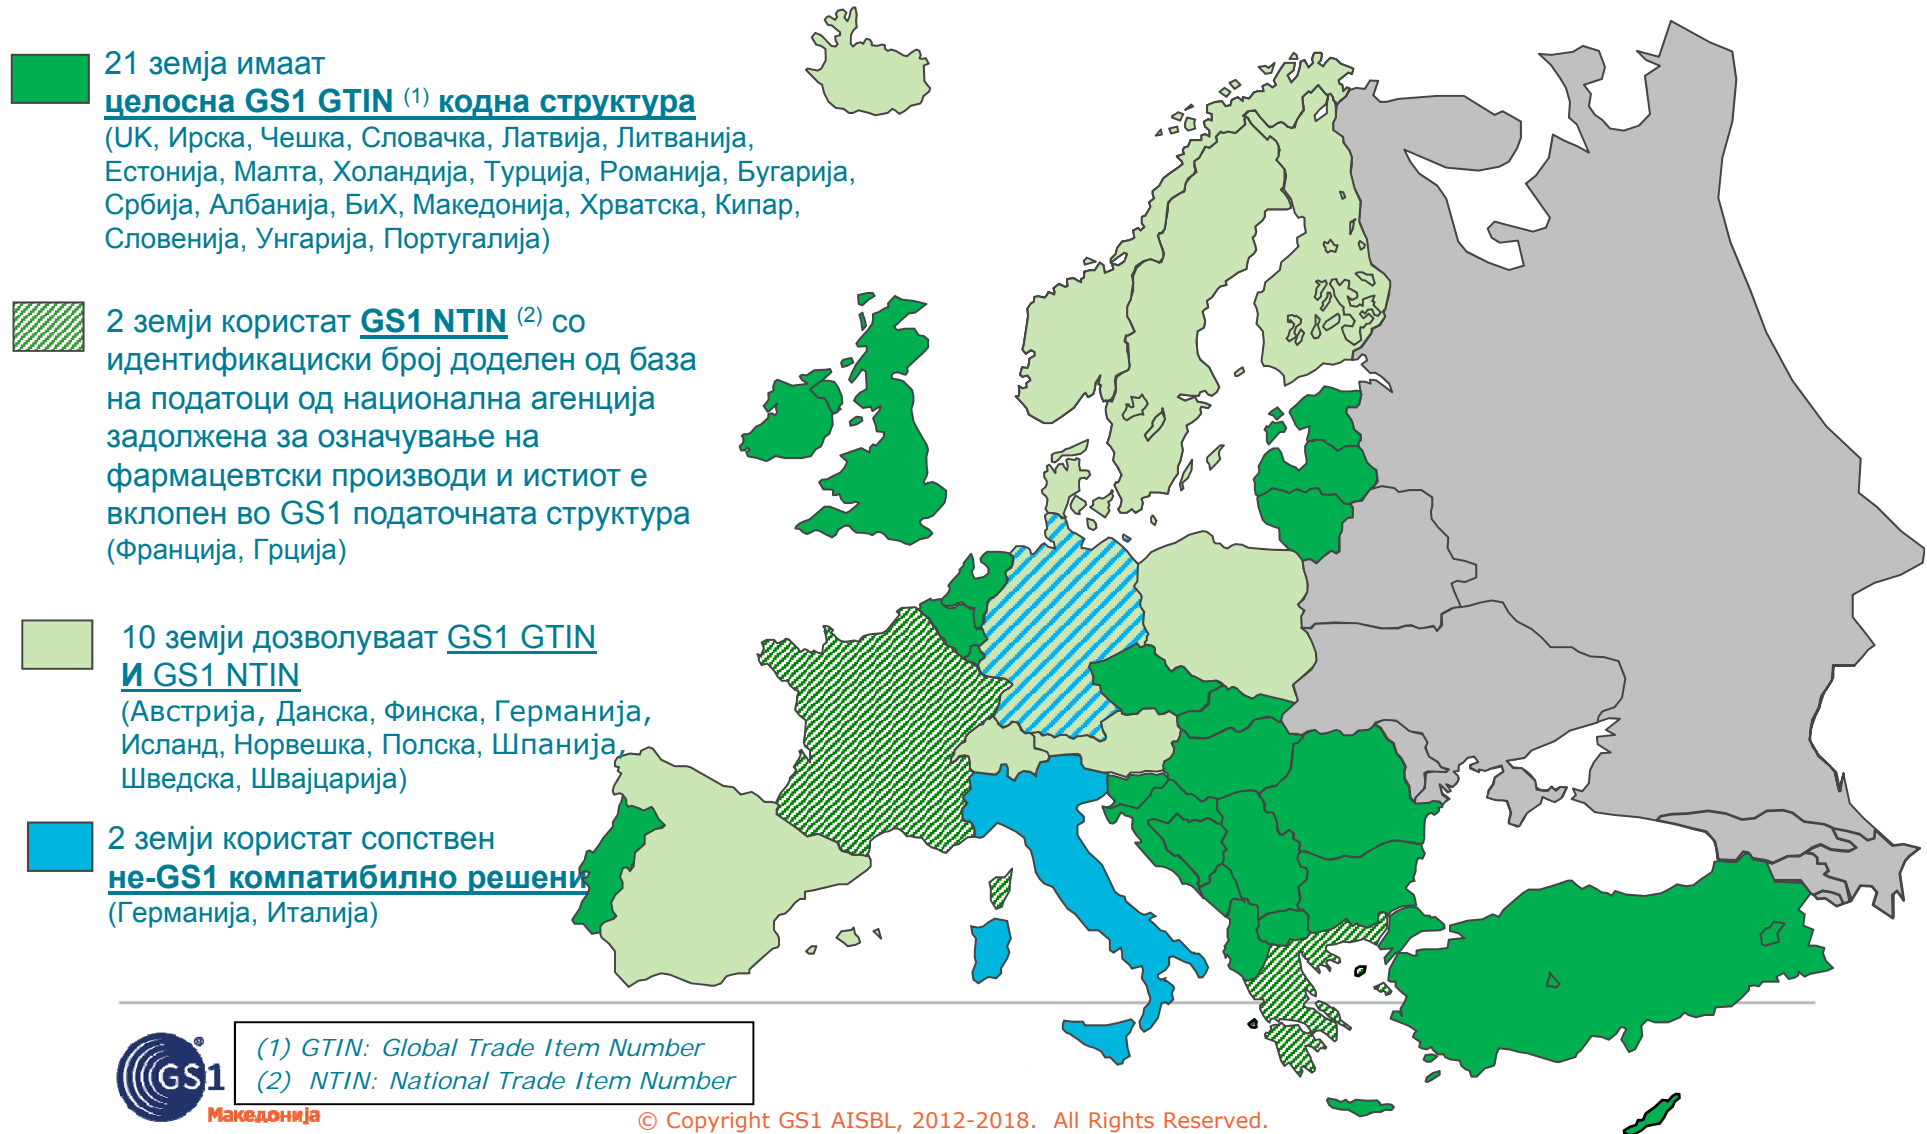 21 земја имаат
целосна GS1 GTIN (1) кодна структура
(UK, Ирска, Чешка, Словачка, Латвија, Литванија,
Естонија, Малта, Холандија, Турција, Романија, Бугарија,
Србија, Албанија, БиХ, Македонија, Хрватска, Кипар,
Словенија, Унгарија, Португалија)
2 земји користат GS1 NTIN (2) со
идентификациски број доделен од база
на податоци од национална агенција
задолжена за означување на
фармацевтски производи и истиот е
вклопен во GS1 податочната структура
(Франција, Грција)
10 земји дозволуваат GS1 GTIN
И GS1 NTIN
(Австрија, Данска, Финска, Германија,
Исланд, Норвешка, Полска, Шпанија,
Шведска, Швајцарија)
2 земји користат сопствен
не-GS1 компатибилно решени
(Германија, Италија)
GS1
Македонија
(1) GTIN: Global Trade Item Number
(2) NTIN: National Trade Item Number
© Copyright GS1 AISBL, 2012-2018. All Rights Reserved.